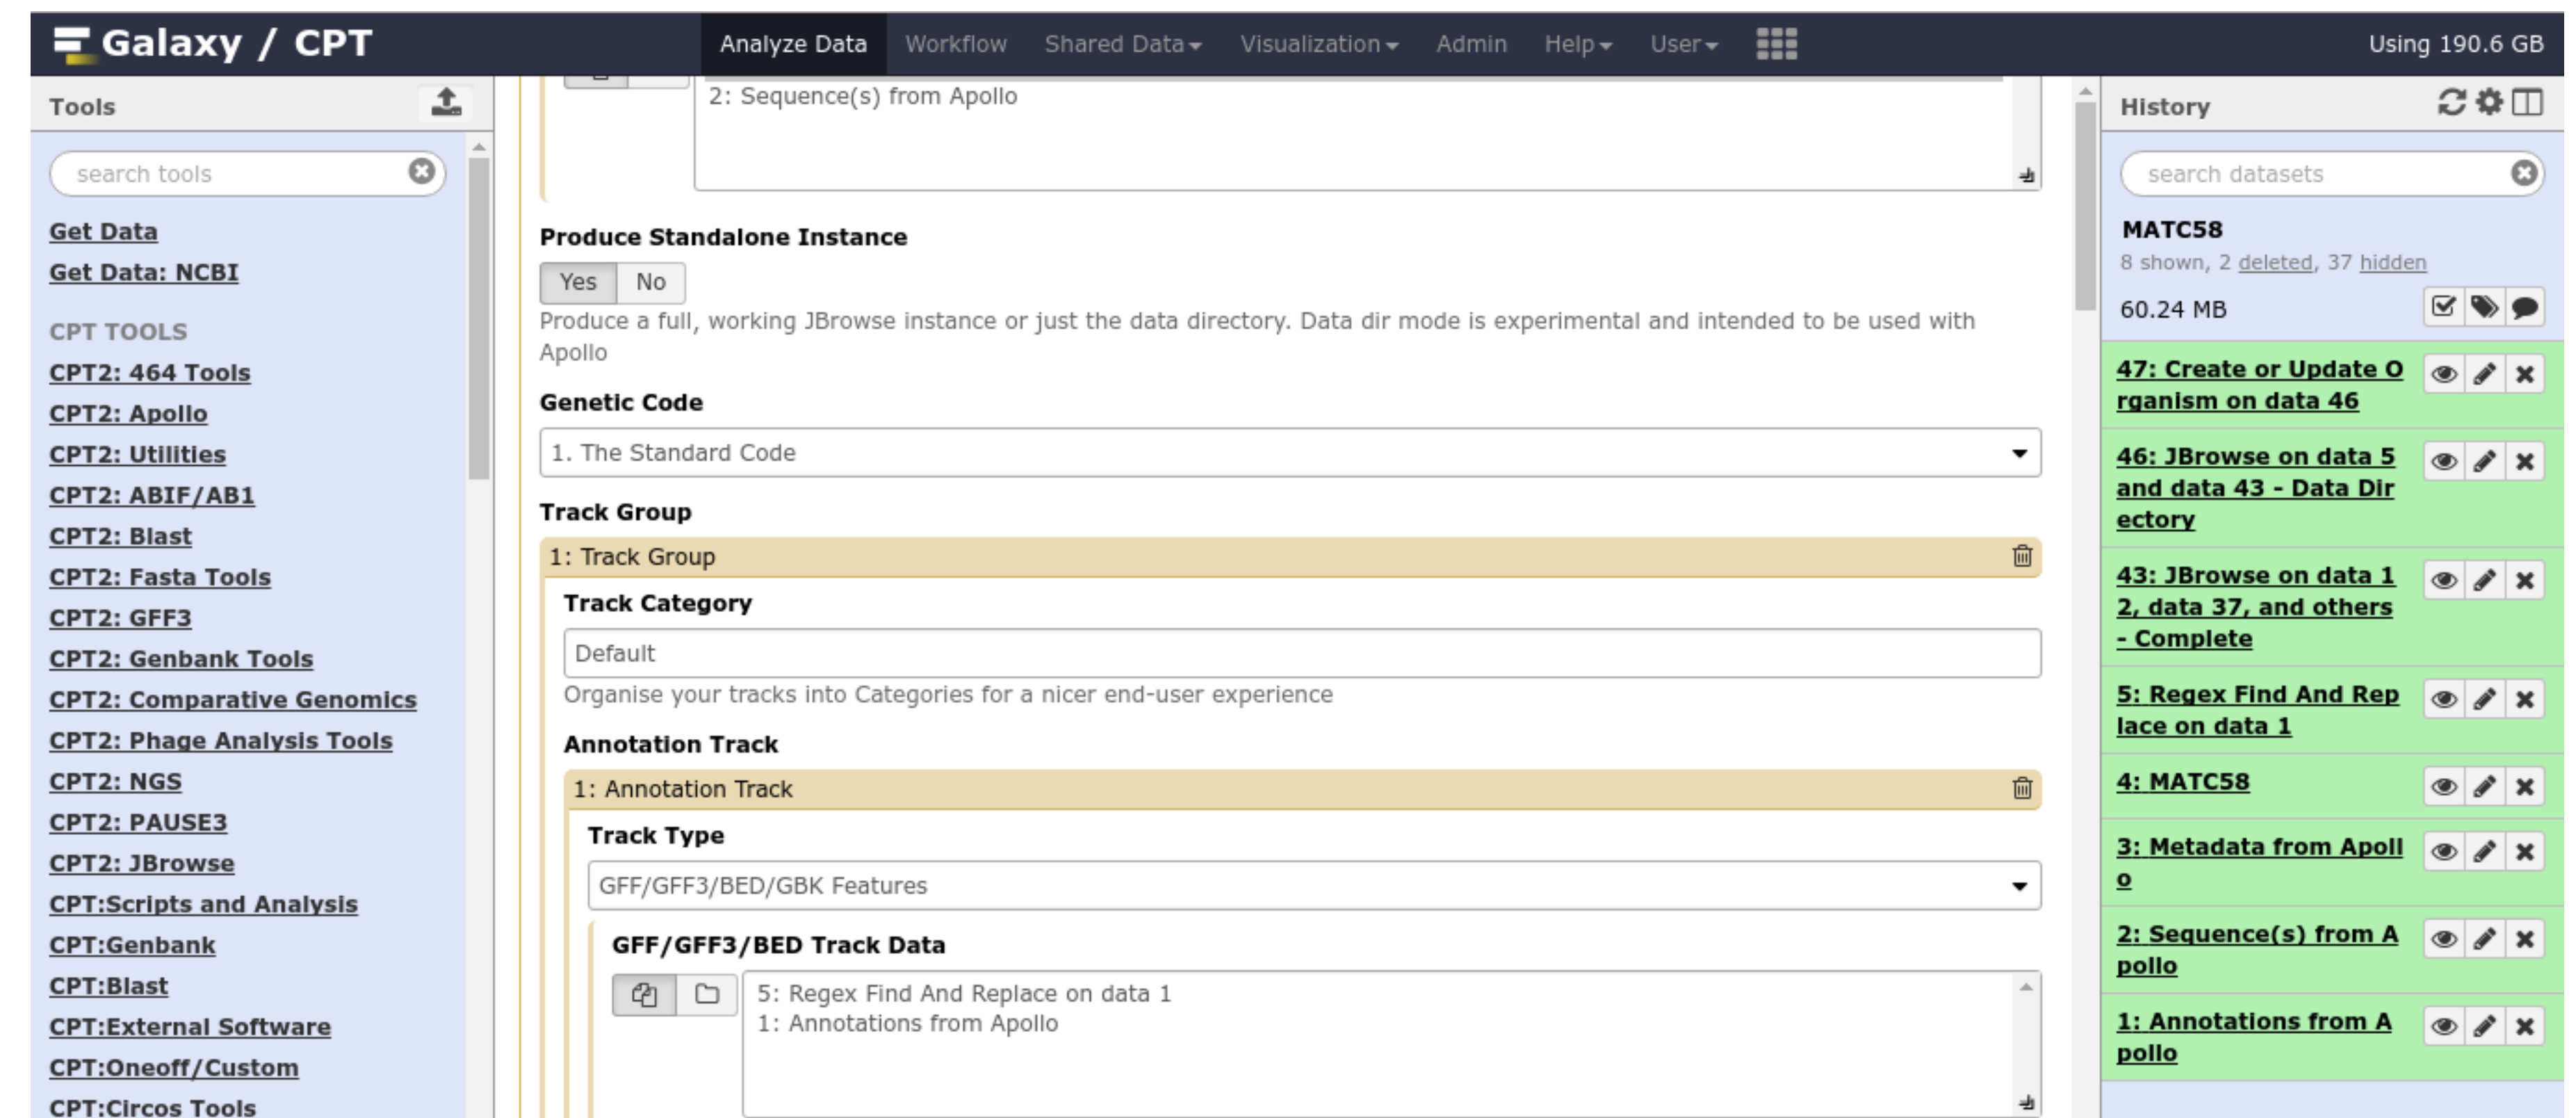 Galaxy / CPT
Analyze Data
Workflow
Shared Data
Visualization
Admin
Help
User
Using 190.6 GB
Tools
search tools
Get Data
Get Data: NCBI
CPT TOOLS
CPT2: 464 Tools
CPT2: Apollo
CPT2: Utilities
CPT2: ABIF/AB1
CPT2: Blast
CPT2: Fasta Tools
CPT2: GFF3
CPT2: Genbank Tools
CPT2: Comparative Genomics
CPT2: Phage Analysis Tools
CPT2: NGS
CPT2: PAUSE3
CPT2: JBrowse
CPT:Scripts and Analysis
CPT:Genbank
CPT:Blast
CPT:External Software
CPT:Oneoff/Custom
CPT:Circos Tools
2: Sequence(s) from Apollo
Produce Standalone Instance
Yes
No
Produce a full, working JBrowse instance or just the data directory. Data dir mode is experimental and intended to be used with
Apollo
Genetic Code
1. The Standard Code
Track Group
1: Track Group
Track Category
Default
Organise your tracks into Categories for a nicer end-user experience
Annotation Track
1: Annotation Track
Track Type
GFF/GFF3/BED/GBK Features
GFF/GFF3/BED Track Data
5: Regex Find And Replace on data 1
1: Annotations from Apollo
History
search datasets
MATC58
8 shown, 2 deleted, 37 hidden
60.24 MB
47: Create or Update O
rganism on data 46
46: JBrowse on data 5
and data 43 - Data Dir
ectory
43: JBrowse on data 1
2, data 37, and others
- Complete
5: Regex Find And Rep
lace on data 1
4: MATC58
3: Metadata from Apoll
o
2: Sequence(s) from A
pollo
1: Annotations from A
pollo